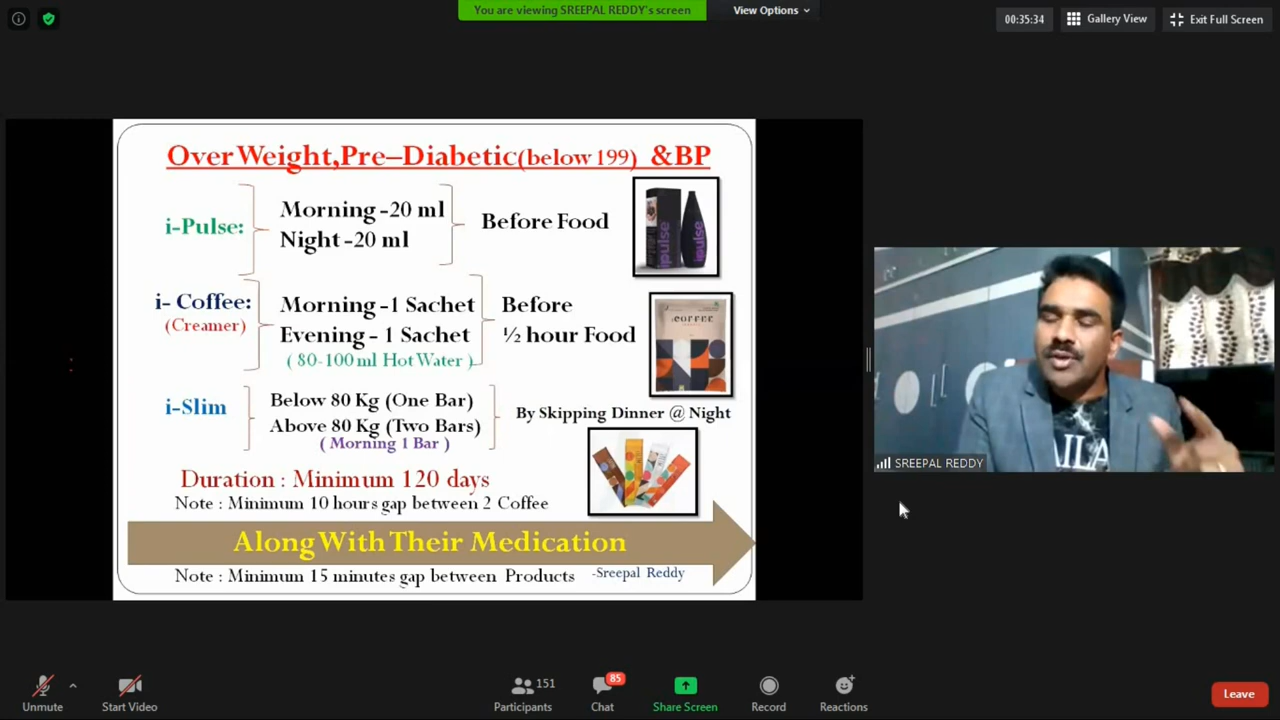 You are viewing SREEPAL REDDY's screen
View Options
00:35:34
Gallery View
Exit Full Screen
Over Weight,Pre–Diabetic(below 199) &BP
i-Pulse:
Morning -20 ml
Night -20 ml
Before Food
ipulse
ipulse
i- Coffee:
(Creamer)
Morning -1 Sachet
Evening - 1 Sachet
( 80-100 ml Hot Water )
Before
½ hour Food
COFFEE
i-Slim
Below 80 Kg (One Bar)
Above 80 Kg (Two Bars)
( Morning 1 Bar )
By Skipping Dinner @ Night
Duration : Minimum 120 days
Note : Minimum 10 hours gap between 2 Coffee
Along With Their Medication
Note : Minimum 15 minutes gap between Products
-Sreepal Reddy
SREEPAL REDDY
Unmute
Start Video
151
Participants
85
Chat
Share Screen
Record
Reactions
Leave